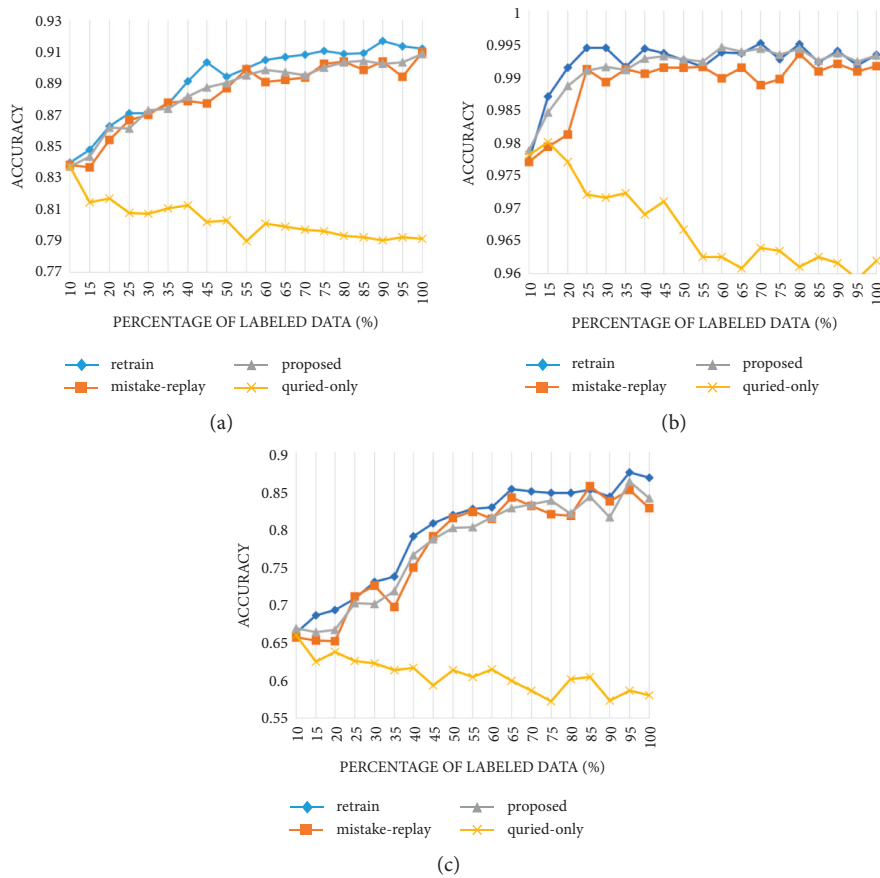 0.93
0.91
0.89
0.87
0.85
0.83
0.81
0.79
0.77
ACCURACY
10 15 20 25 30 35 40 45 50 55 60 65 70 75 80 85 90 95 100
PERCENTAGE OF LABELED DATA (%)
retrain proposed
mistake-replay quried-only
(a)
1
0.995
0.99
0.985
0.98
0.975
0.97
0.965
0.96
ACCURACY
10 15 20 25 30 35 40 45 50 55 60 65 70 75 80 85 90 95 100
PERCENTAGE OF LABELED DATA (%)
retrain proposed
mistake-replay quried-only
(b)
0.9
0.85
0.8
0.75
0.7
0.65
0.6
0.55
ACCURACY
10 15 20 25 30 35 40 45 50 55 60 65 70 75 80 85 90 95 100
PERCENTAGE OF LABELED DATA (%)
retrain proposed
mistake-replay quried-only
(c)